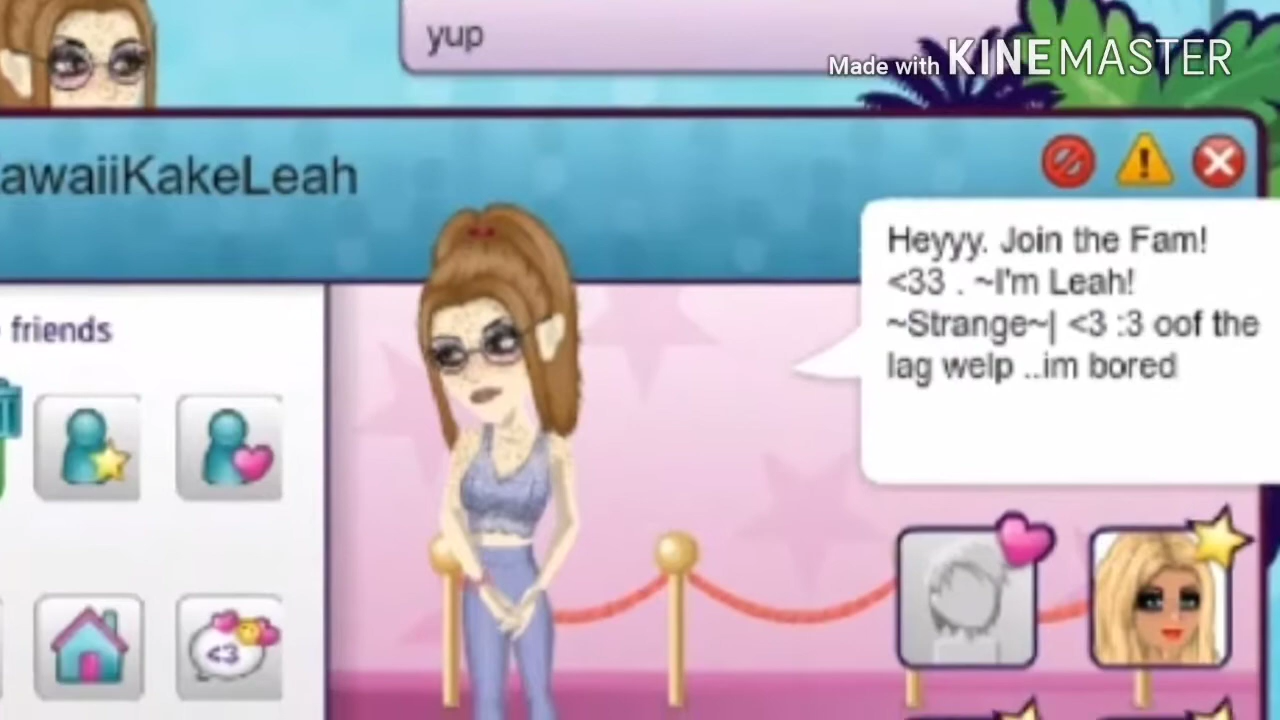 yup
Made with KINEMASTER
awaiiKakeLeah
Heyyy. Join the Fam!
<33 . ~I'm Leah!
~Strange~| <3 :3 oof the
lag welp ..im bored
friends
<3